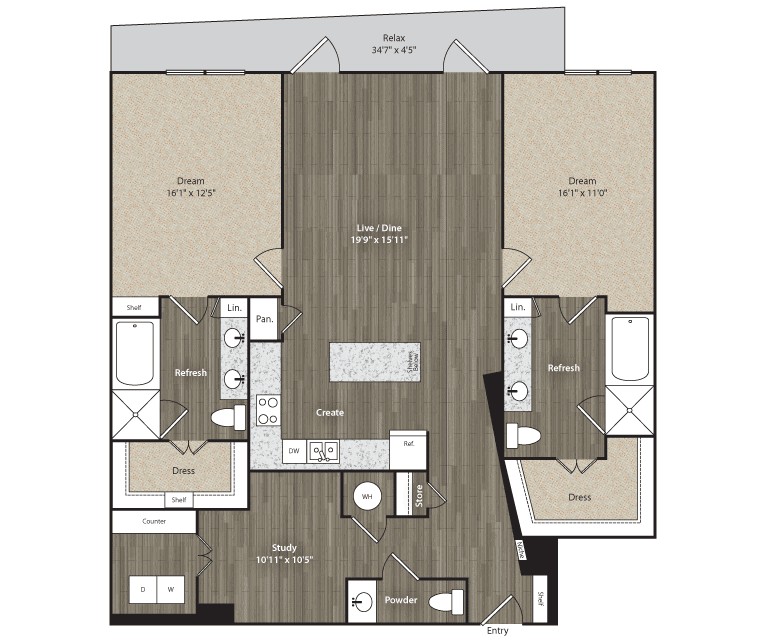 Relax
34'7" x 4'5"
Dream
16'1" x 12'5"
Dream
16'1" x 11'0"
Live / Dine
19'9" x 15'11"
Shelf
Lin.
Pan.
Lin.
Refresh
Shelves
Below
Refresh
Create
DW
Ref.
Dress
Shelf
WH
Store
Dress
Counter
Study
10'11" x 10'5"
Niche
D
W
Powder
Shelf
Entry